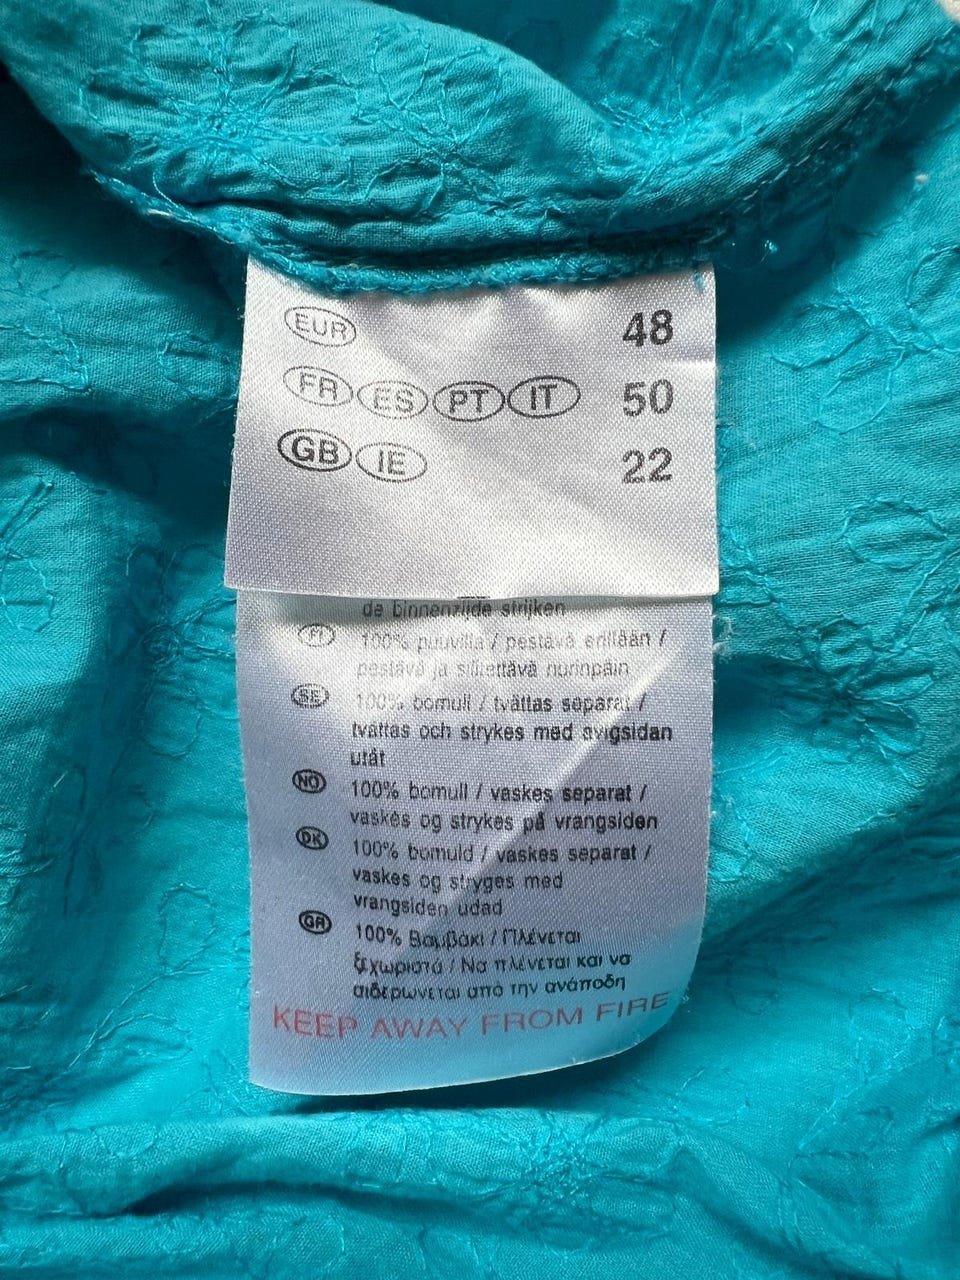 EUR 48
FR ES PT IT 50
GB IE 22
de binnenzijde strijken
FI 100% puuvilla / pestävä erillään /
pestävä ja silitettävä nurinpäin
SE 100% bomull / tvättas separat /
tvättas och strykes med avigsidan
utåt
NO 100% bomull / vaskes separat /
vaskes og strykes på vrangsiden
DK 100% bomuld / vaskes separat /
vaskes og stryges med
vrangsiden udad
GR 100% Βαμβάκι / Πλένεται
ξεχωριστά / Να πλένεται και να
σιδερώνεται από την ανάποδη
KEEP AWAY FROM FIRE